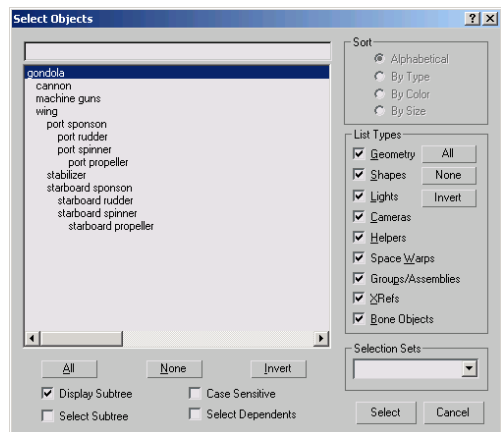 Select Objects
gondola
cannon
machine guns
wing
port sponson
port rudder
port spinner
port propeller
stabilizer
starboard sponson
starboard rudder
starboard spinner
starboard propeller
All None Invert
Display Subtree Case Sensitive
Select Subtree Select Dependents
Sort
Alphabetical
By Type
By Color
By Size
List Types
Geometry All
Shapes None
Lights Invert
Cameras
Helpers
Space Warps
Groups/Assemblies
XRefs
Bone Objects
Selection Sets
Select Cancel